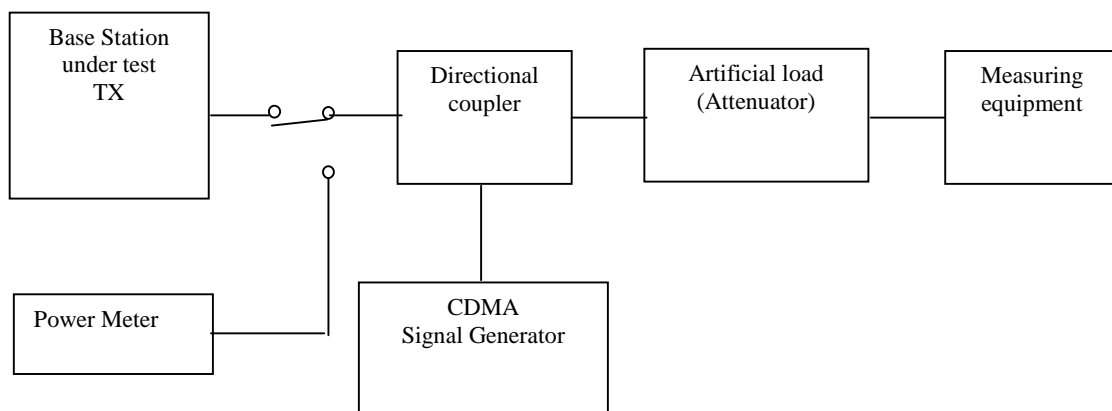 Base Station
under test
TX
Directional
coupler
Artificial load
(Attenuator)
Measuring
equipment
Power Meter
CDMA
Signal Generator